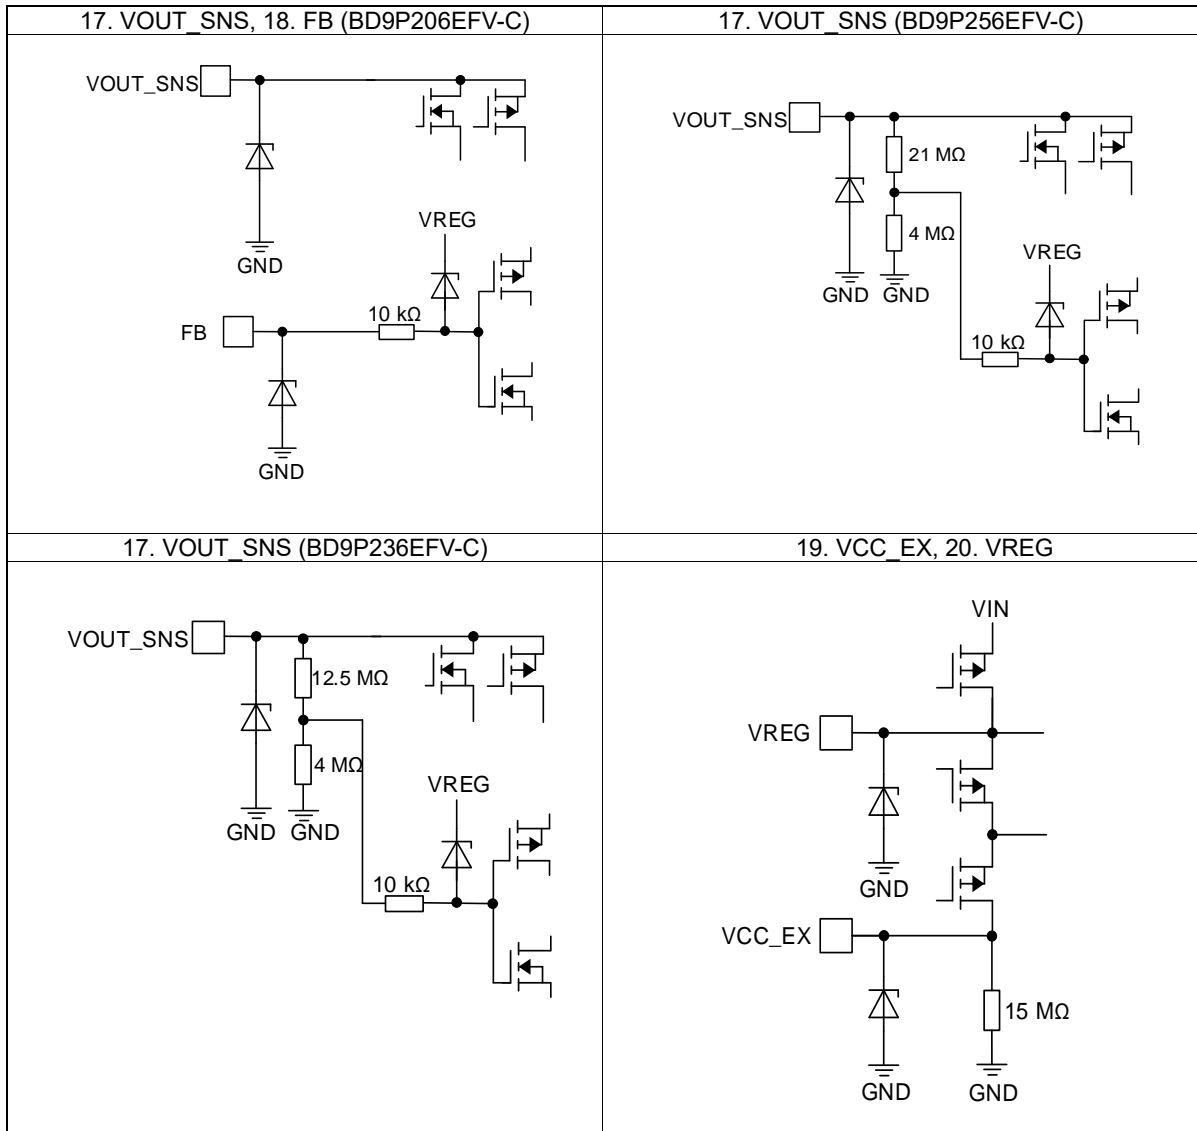 17. VOUT_SNS, 18. FB (BD9P206EFV-C)
VOUT_SNS
GND
VREG
10 kΩ
FB
GND
17. VOUT_SNS (BD9P256EFV-C)
VOUT_SNS
21 MΩ
4 MΩ
VREG
GND
GND
10 kΩ
17. VOUT_SNS (BD9P236EFV-C)
VOUT_SNS
12.5 MΩ
4 MΩ
VREG
GND
GND
10 kΩ
19. VCC_EX, 20. VREG
VIN
VREG
GND
VCC_EX
15 MΩ
GND
GND